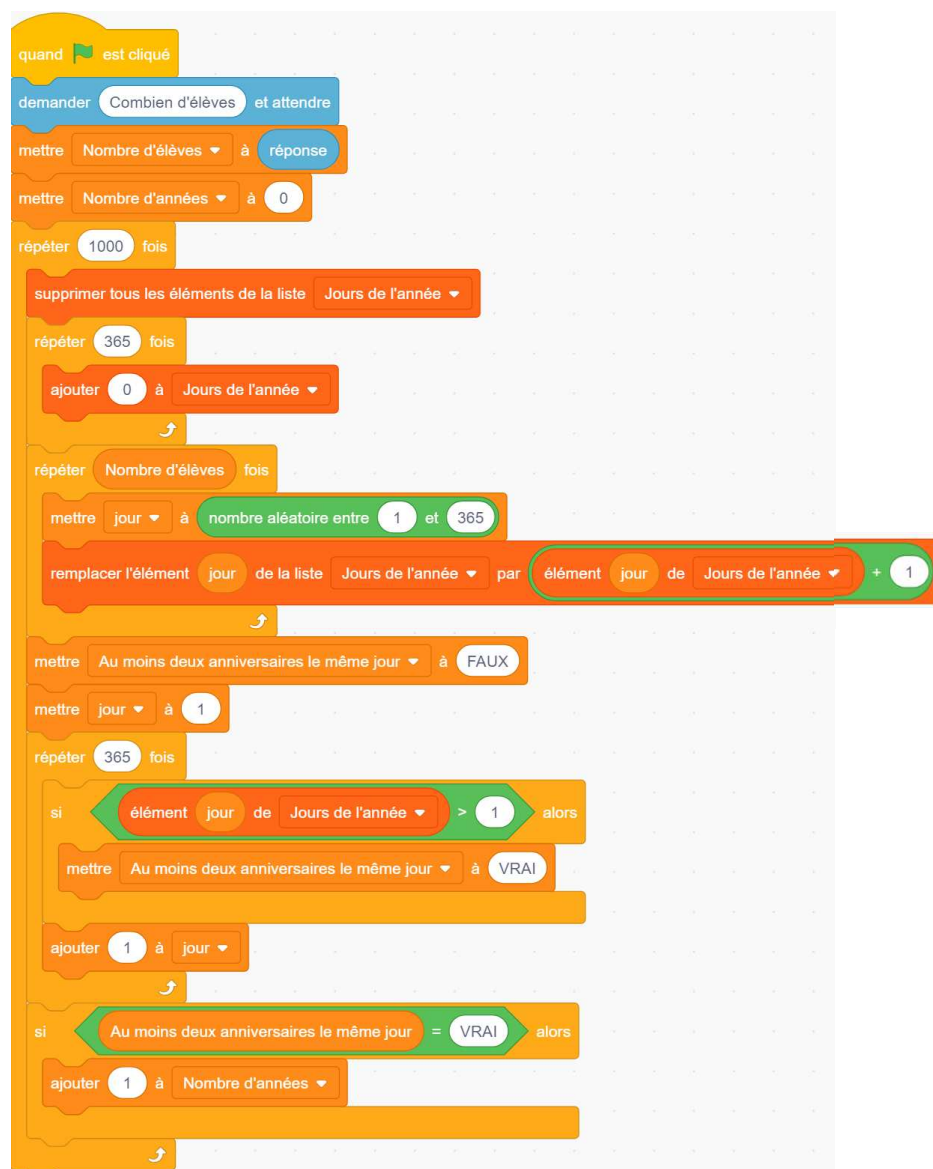 quand est cliqué
demander Combien d'élèves et attendre
mettre Nombre d'élèves à réponse
mettre Nombre d'années à 0
répéter 1000 fois
supprimer tous les éléments de la liste Jours de l'année
répéter 365 fois
ajouter 0 à Jours de l'année
répéter Nombre d'élèves fois
mettre jour à nombre aléatoire entre 1 et 365
remplacer l'élément jour de la liste Jours de l'année par élément jour de Jours de l'année + 1
mettre Au moins deux anniversaires le même jour à FAUX
mettre jour à 1
répéter 365 fois
si élément jour de Jours de l'année > 1 alors
mettre Au moins deux anniversaires le même jour à VRAI
ajouter 1 à jour
si Au moins deux anniversaires le même jour = VRAI alors
ajouter 1 à Nombre d'années